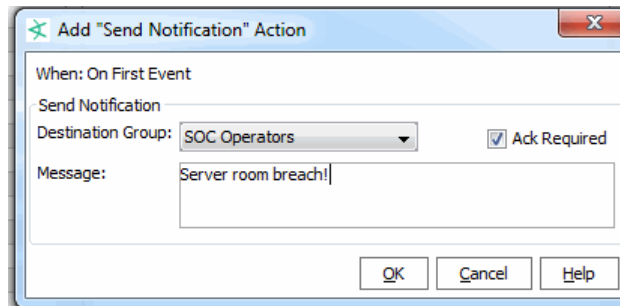 Add "Send Notification" Action
When: On First Event
Send Notification
Destination Group: SOC Operators Ack Required
Message: Server room breach!
OK Cancel Help